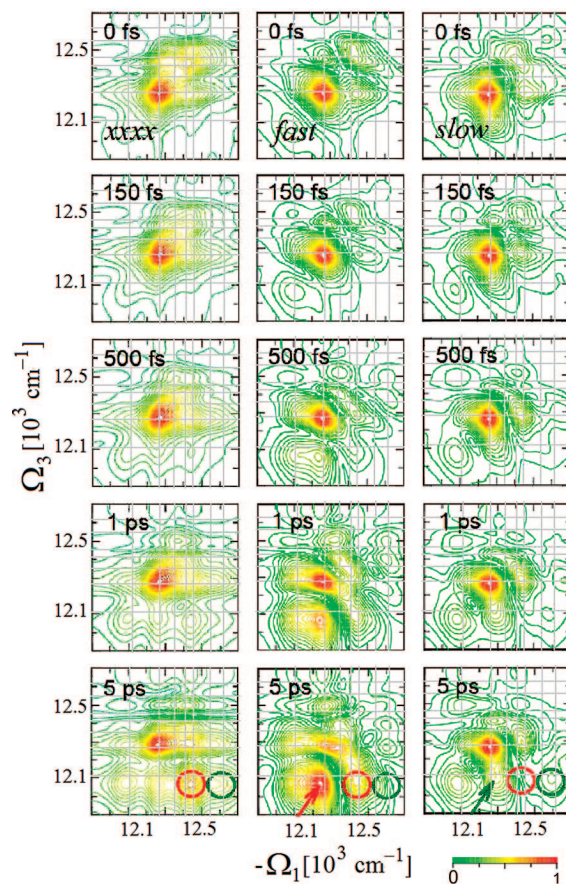 0 fs 0 fs 0 fs
12.5
12.1
xxxx fast slow
150 fs 150 fs 150 fs
12.5
12.1
500 fs 500 fs 500 fs
12.5
12.1
1 ps 1 ps 1 ps
12.5
12.1
5 ps 5 ps 5 ps
12.5
12.1
12.1 12.5 12.1 12.5 12.1 12.5
Ω₃ [10³ cm⁻¹]
-Ω₁ [10³ cm⁻¹]
0 1